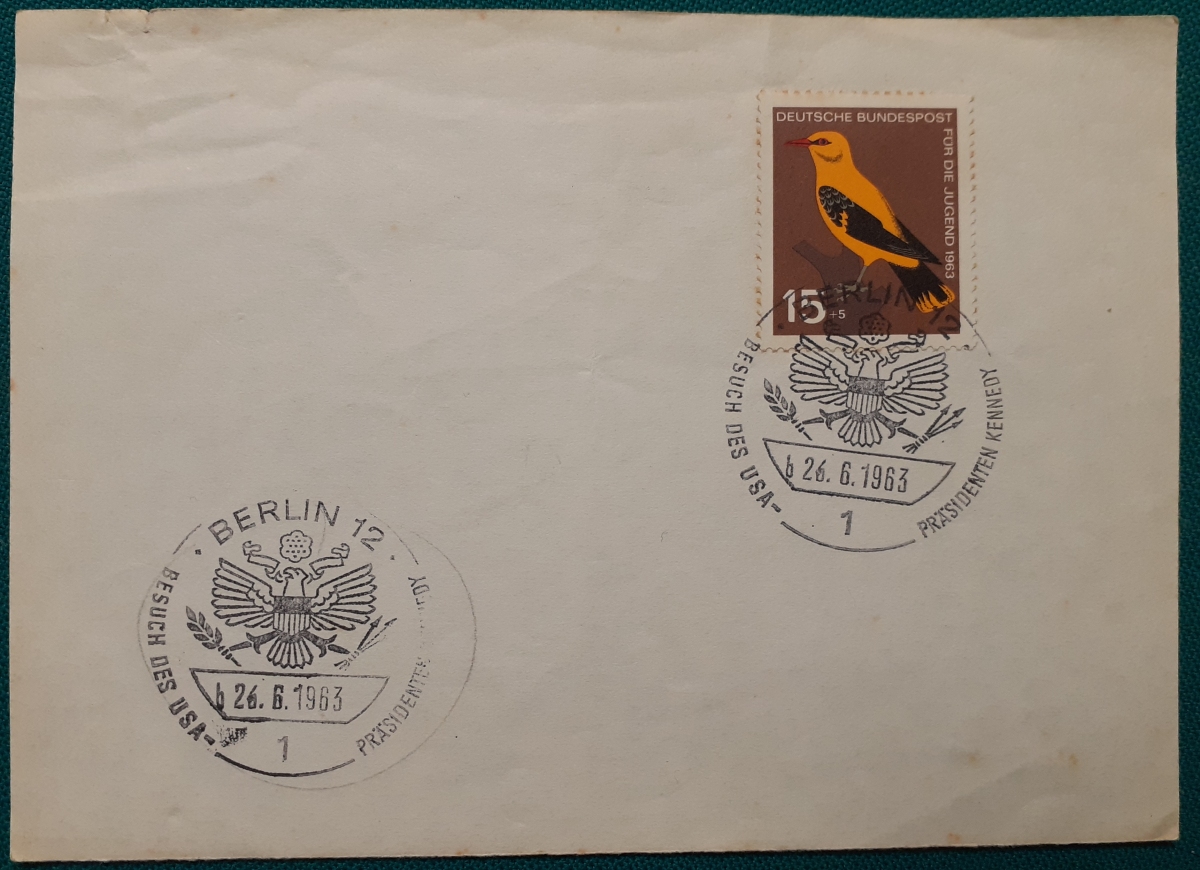 DEUTSCHE BUNDESPOST
FÜR DIE JUGEND 1963
15 +5
BERLIN 12
BESUCH DES USA-
PRÄSIDENTEN KENNEDY
b 26.6.1963
1
BERLIN 12
BESUCH DES USA-
PRÄSIDENTEN
b 26.6.1963
1